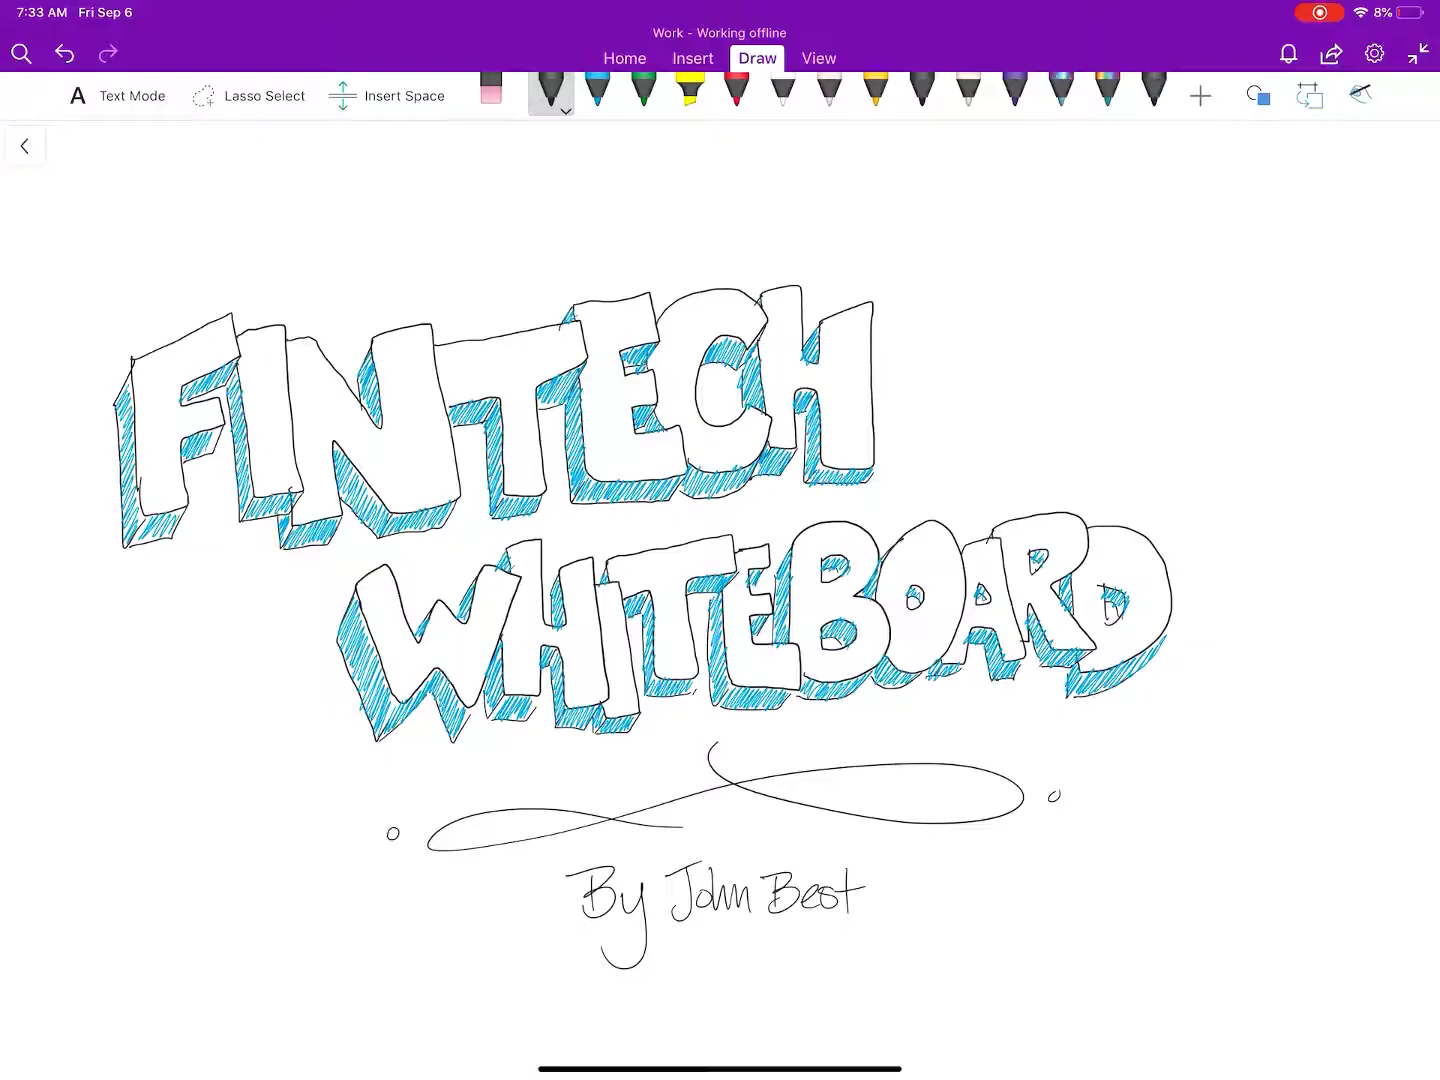 7:33 AM Fri Sep 6
8%
Work - Working offline
Home Insert Draw View
A Text Mode Lasso Select Insert Space
FINTECH
WHITEBOARD
By John Best